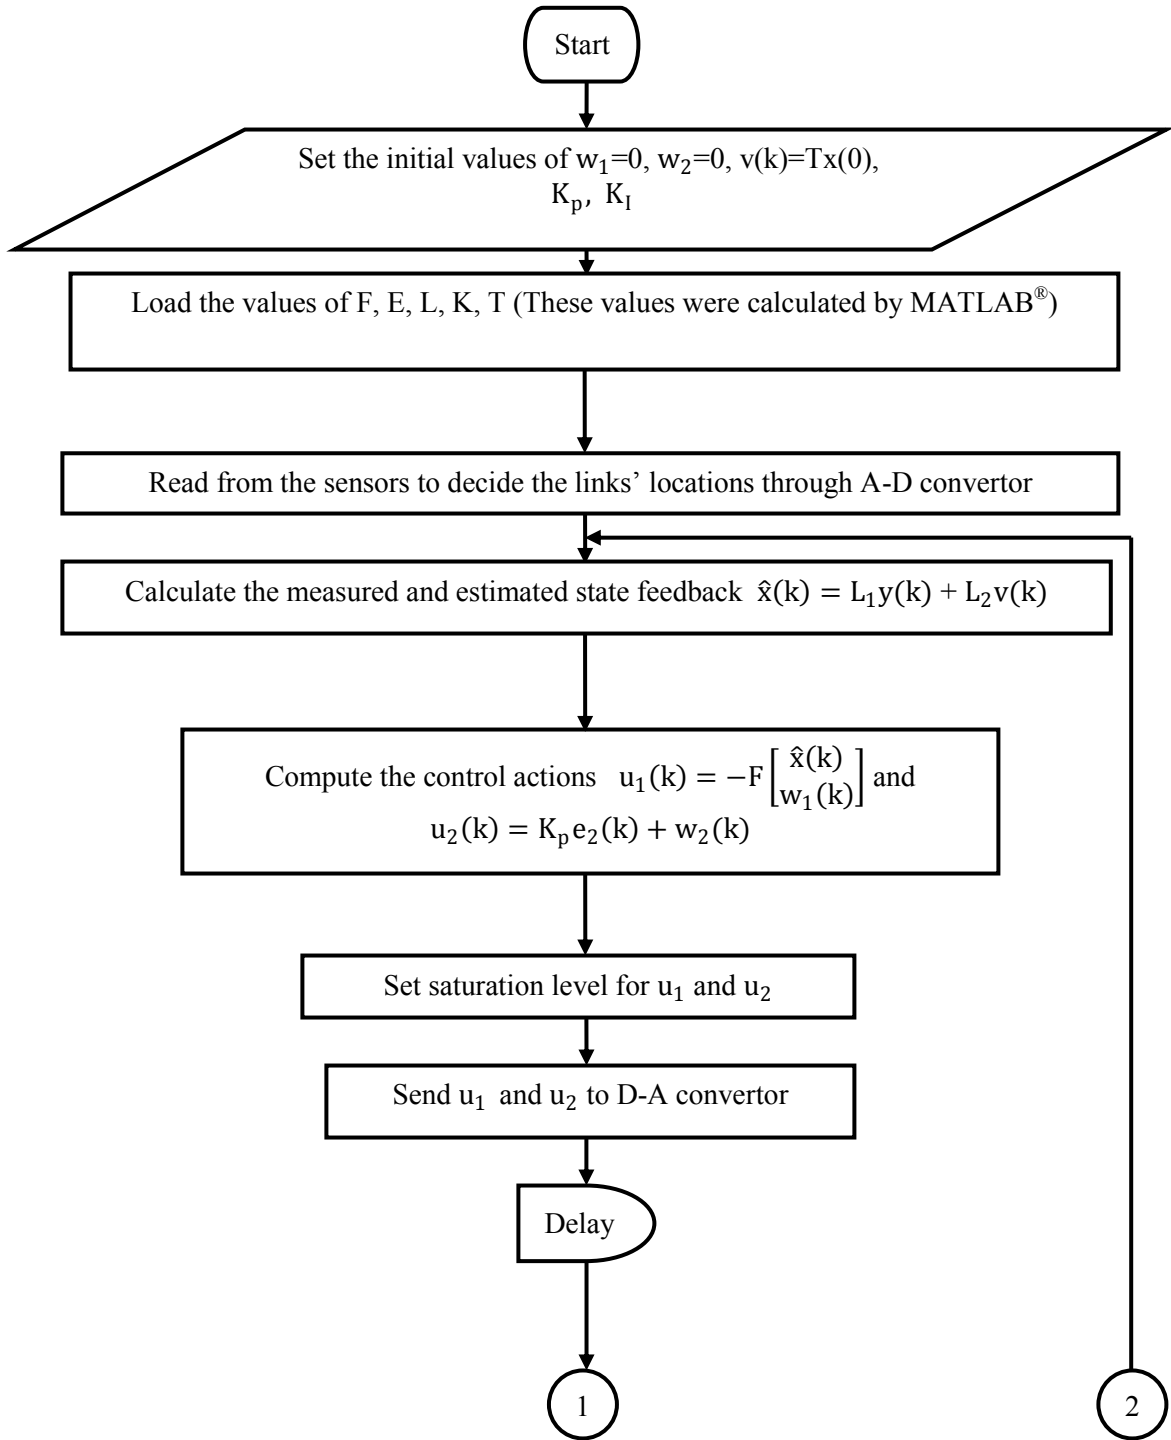 Start
Set the initial values of w₁=0, w₂=0, v(k)=Tx(0),
Kₚ, K_I
Load the values of F, E, L, K, T (These values were calculated by MATLAB®)
Read from the sensors to decide the links’ locations through A-D convertor
Calculate the measured and estimated state feedback x̂(k) = L₁y(k) + L₂v(k)
Compute the control actions u₁(k) = −F[x̂(k) w₁(k)] and
u₂(k) = Kₚe₂(k) + w₂(k)
Set saturation level for u₁ and u₂
Send u₁ and u₂ to D-A convertor
Delay
1
2